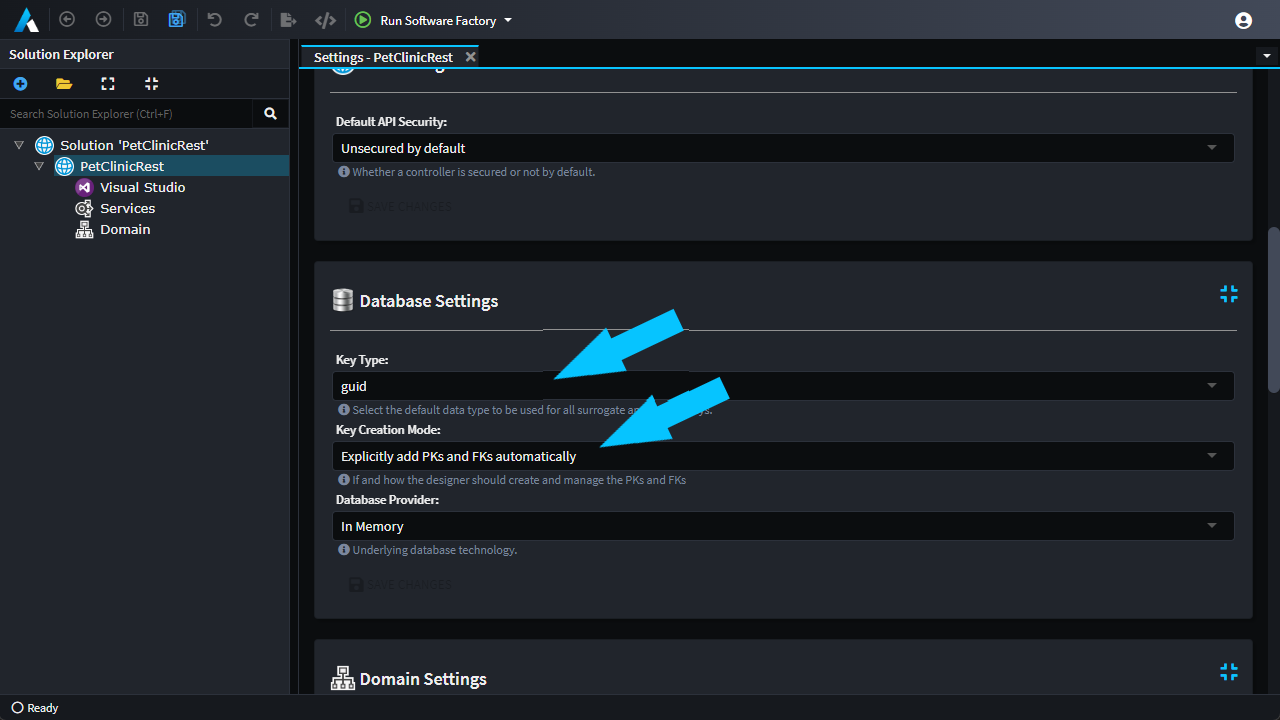 Run Software Factory
Solution Explorer
Search Solution Explorer (Ctrl+F)
Solution 'PetClinicRest'
PetClinicRest
Visual Studio
Services
Domain
Settings - PetClinicRest
Default API Security:
Unsecured by default
Whether a controller is secured or not by default.
SAVE CHANGES
Database Settings
Key Type:
guid
Select the default data type to be used for all surrogate
Key Creation Mode:
Explicitly add PKs and FKs automatically
If and how the designer should create and manage the PKs and FKs
Database Provider:
In Memory
Underlying database technology.
SAVE CHANGES
Domain Settings
Ready